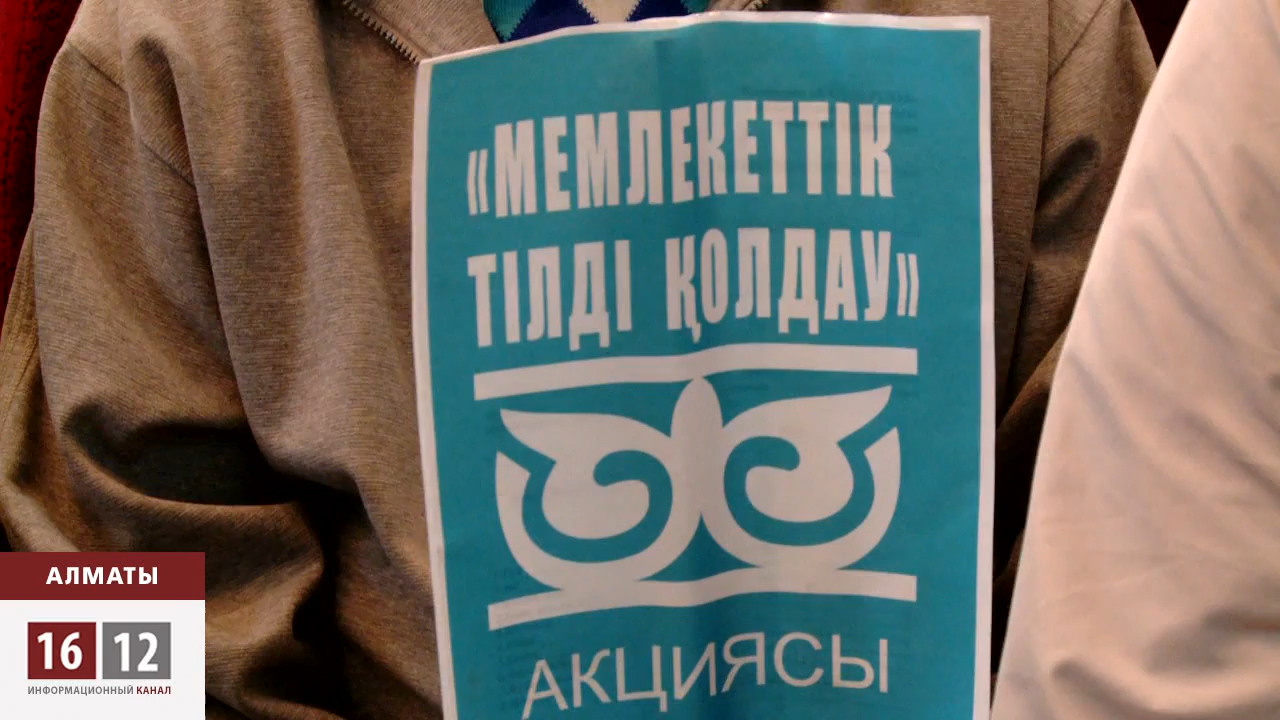 «МЕМЛЕКЕТТІК
ТІЛДІ ҚОЛДАУ»
АКЦИЯСЫ
АЛМАТЫ
16 12
ИНФОРМАЦИОННЫЙ КАНАЛ